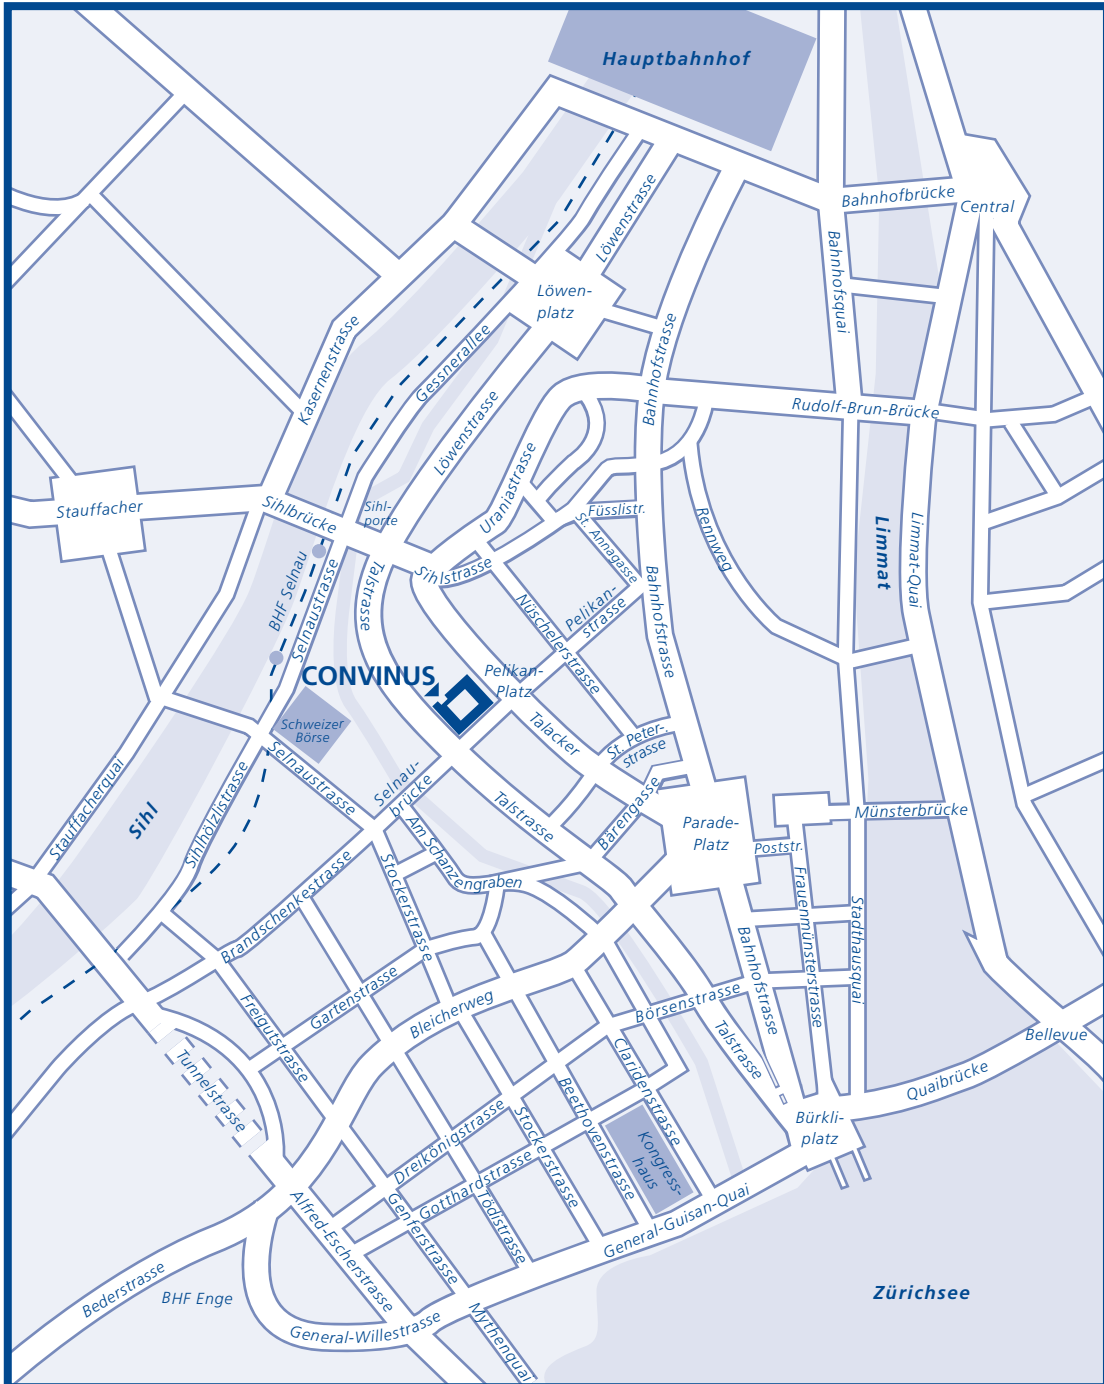 Hauptbahnhof
Bahnhofbrücke
Central
Löwenstrasse
Bahnhofsquai
Löwen-
platz
Kasernenstrasse
Gessnerallee
Bahnhofstrasse
Löwenstrasse
Rudolf-Brun-Brücke
Uraniastrasse
Stauffacher
Sihlbrücke
Sihl-
porte
Füsslistr.
St. Annagasse
Rennweg
Limmat
Limmat-Quai
BHF Selnau
Selnaustrasse
Talstrasse
Sihlstrasse
Nüschelerstrasse
Pelikan-
strasse
Bahnhofstrasse
CONVINUS
Pelikan-
Platz
Schweizer
Börse
Talacker
St. Peter-
strasse
Selnaustrasse
Selnau-
brücke
Stauffacherquai
Sihl
Sihlhölzlistrasse
Talstrasse
Bärengasse
Parade-
Platz
Münsterbrücke
Poststr.
Am Schanzengraben
Stockerstrasse
Brandschenkestrasse
Frauenmünsterstrasse
Stadthausquai
Bahnhofstrasse
Gartenstrasse
Bleicherweg
Börsenstrasse
Freigutstrasse
Talstrasse
Claridenstrasse
Bellevue
Tunnelstrasse
Quaibrücke
Bürkli-
platz
Dreikönigstrasse
Stockerstrasse
Beethovenstrasse
Kongress-
haus
Gotthardstrasse
Alfred-Escherstrasse
Genferstrasse
Tödistrasse
General-Guisan-Quai
Bederstrasse
BHF Enge
General-Willestrasse
Mythenquai
Zürichsee